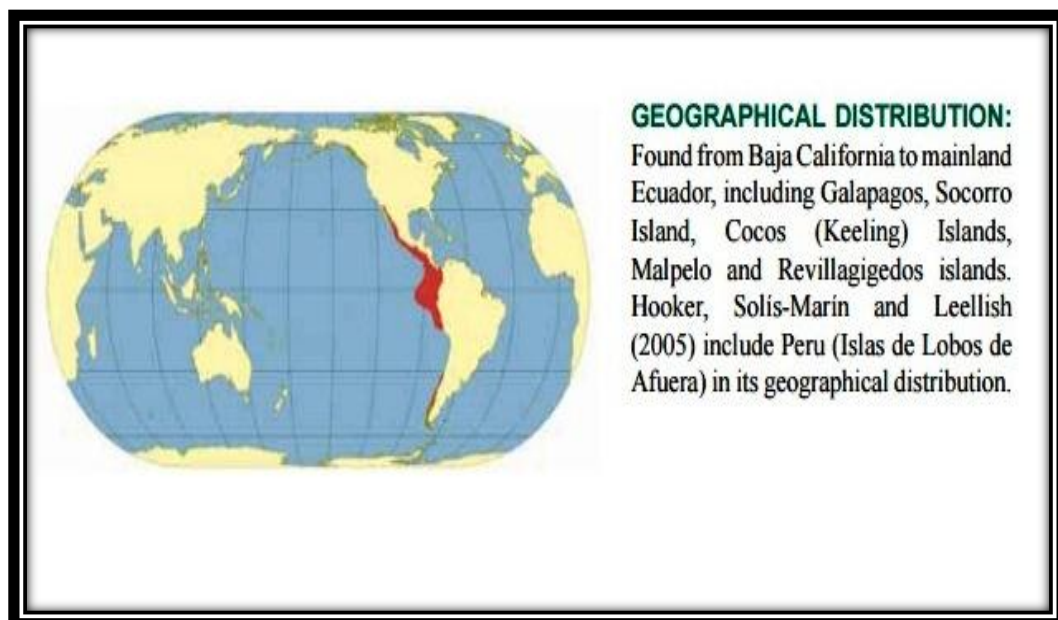 GEOGRAPHICAL DISTRIBUTION:
Found from Baja California to mainland
Ecuador, including Galapagos, Socorro
Island, Cocos (Keeling) Islands,
Malpelo and Revillagigedos islands.
Hooker, Solís-Marín and Leellish
(2005) include Peru (Islas de Lobos de
Afuera) in its geographical distribution.